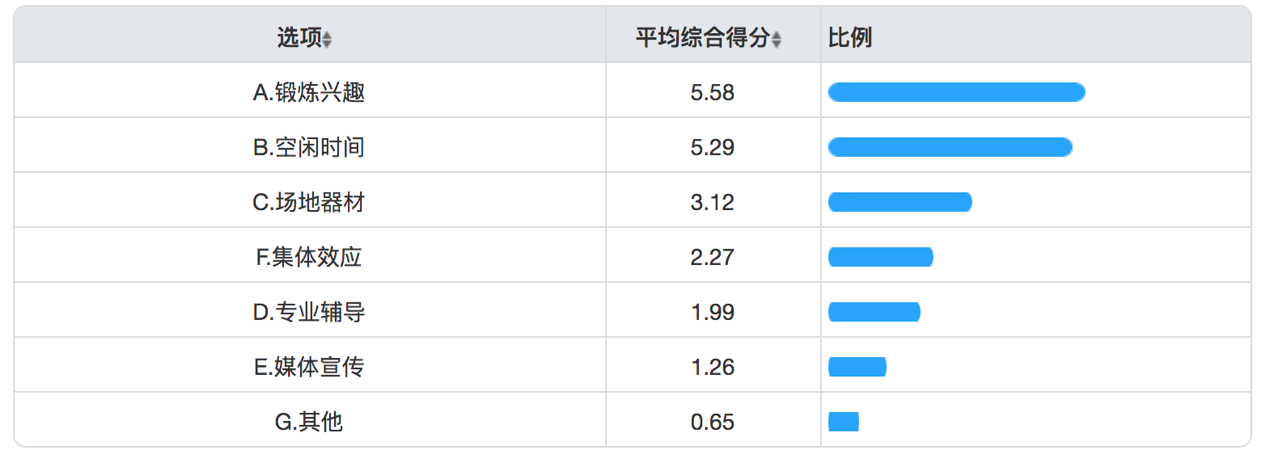 选项 平均综合得分 比例
A.锻炼兴趣 5.58
B.空闲时间 5.29
C.场地器材 3.12
F.集体效应 2.27
D.专业辅导 1.99
E.媒体宣传 1.26
G.其他 0.65